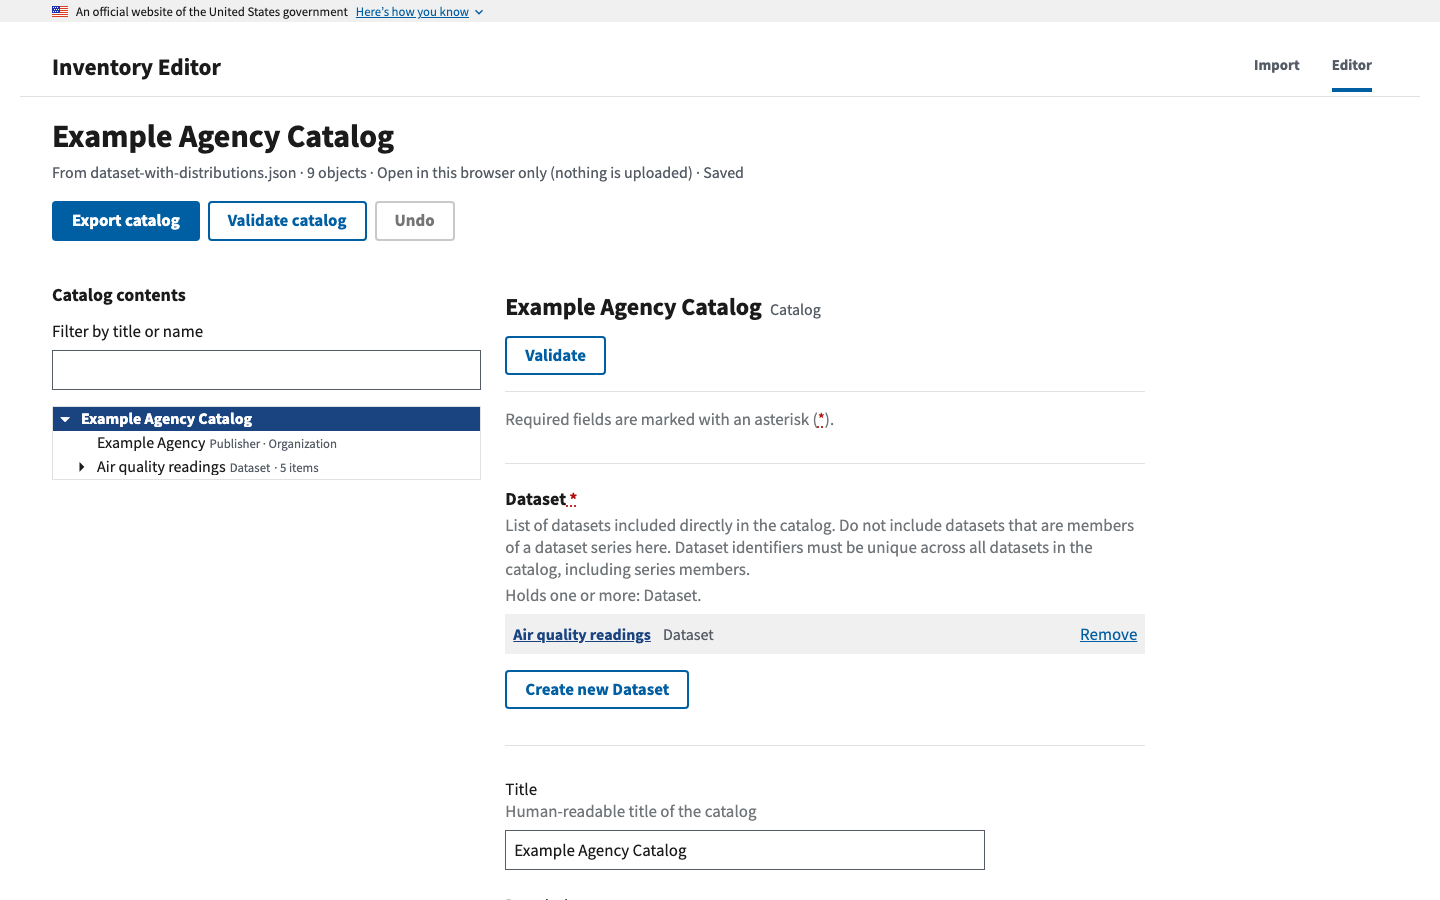 An official website of the United States government Here's how you know
Inventory Editor
Import
Editor
Example Agency Catalog
From dataset-with-distributions.json · 9 objects · Open in this browser only (nothing is uploaded) · Saved
Export catalog
Validate catalog
Undo
Catalog contents
Filter by title or name
Example Agency Catalog
Example Agency Publisher · Organization
Air quality readings Dataset · 5 items
Example Agency Catalog Catalog
Validate
Required fields are marked with an asterisk (*).
Dataset *
List of datasets included directly in the catalog. Do not include datasets that are members
of a dataset series here. Dataset identifiers must be unique across all datasets in the
catalog, including series members.
Holds one or more: Dataset.
Air quality readings Dataset Remove
Create new Dataset
Title
Human-readable title of the catalog
Example Agency Catalog